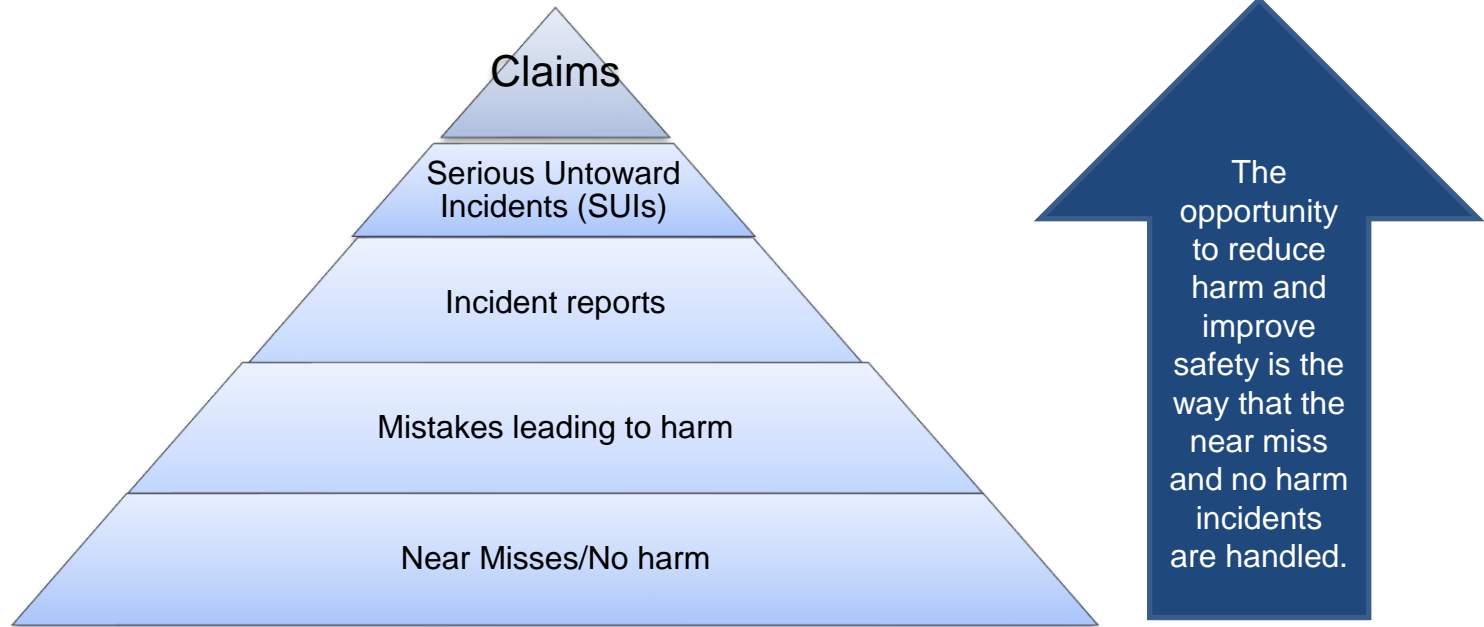 Claims
Serious Untoward
Incidents (SUIs)
Incident reports
Mistakes leading to harm
Near Misses/No harm
The
opportunity
to reduce
harm and
improve
safety is the
way that the
near miss
and no harm
incidents
are handled.